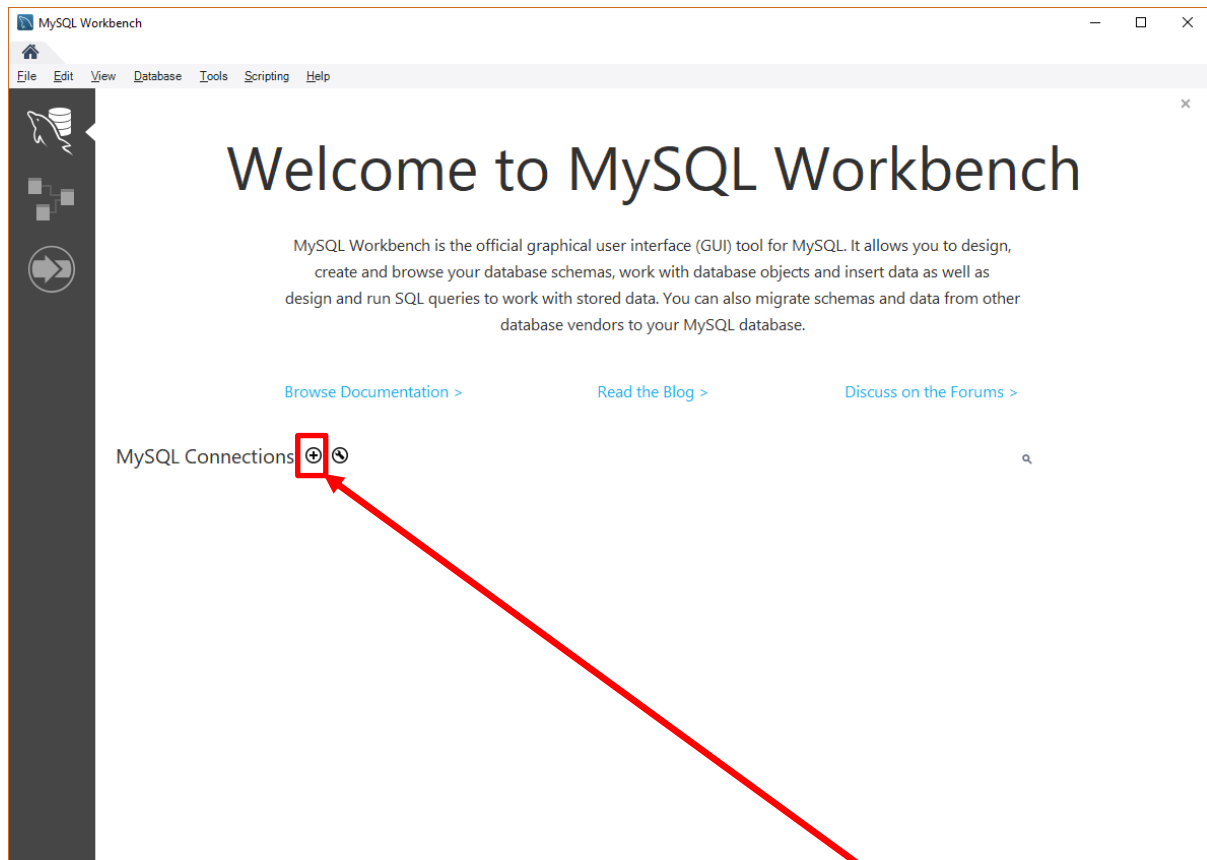 MySQL Workbench
File Edit View Database Tools Scripting Help
Welcome to MySQL Workbench
MySQL Workbench is the official graphical user interface (GUI) tool for MySQL. It allows you to design,
create and browse your database schemas, work with database objects and insert data as well as
design and run SQL queries to work with stored data. You can also migrate schemas and data from other
database vendors to your MySQL database.
Browse Documentation > Read the Blog > Discuss on the Forums >
MySQL Connections